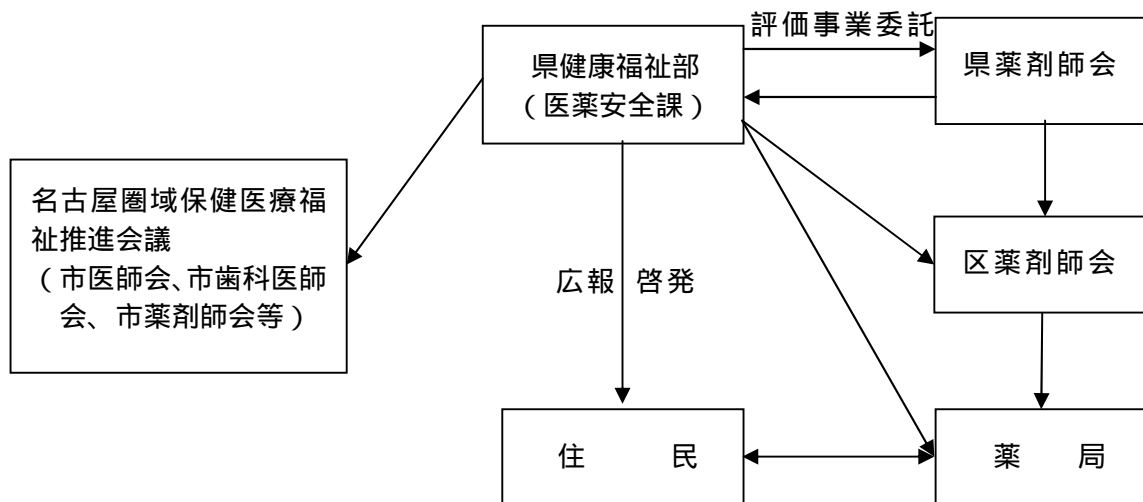 評価事業委託
県健康福祉部
（医薬安全課）
県薬剤師会
名古屋圏域保健医療福
祉推進会議
（市医師会、市歯科医師
会、市薬剤師会等）
区薬剤師会
広報 啓発
住 民
薬 局